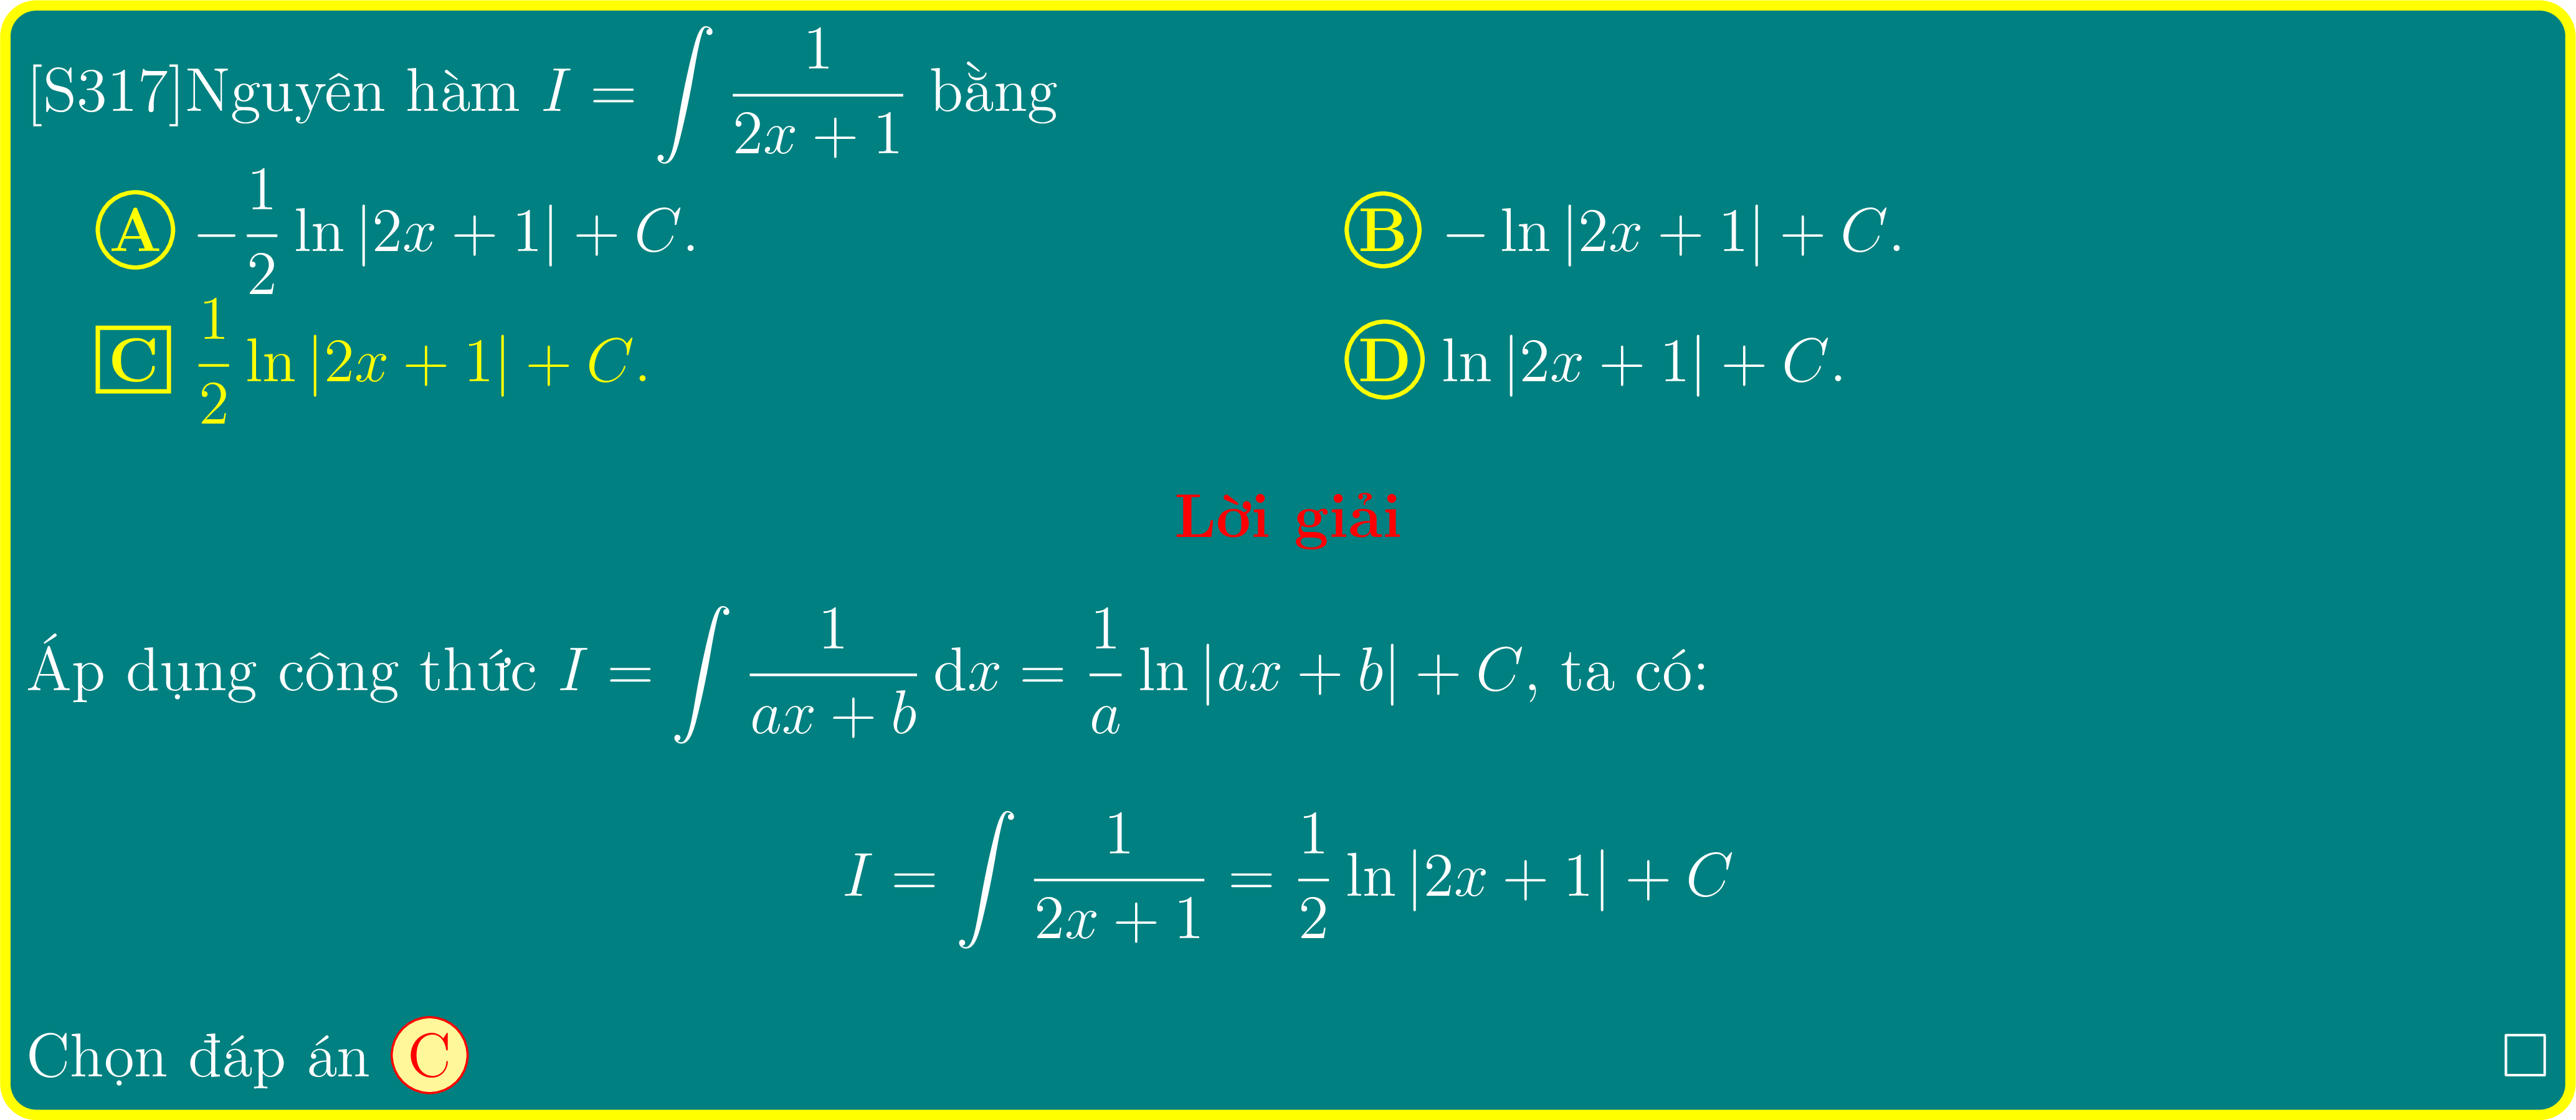 [S317]Nguyên hàm $I = \int \frac{1}{2x+1}$ bằng
Ⓐ $-\frac{1}{2} \ln |2x + 1| + C$. Ⓑ $-\ln |2x + 1| + C$.
C $\frac{1}{2} \ln |2x + 1| + C$. Ⓓ $\ln |2x + 1| + C$.
Lời giải
Áp dụng công thức $I = \int \frac{1}{ax+b} \, \mathrm{d}x = \frac{1}{a} \ln |ax + b| + C$, ta có:
$I = \int \frac{1}{2x+1} = \frac{1}{2} \ln |2x + 1| + C$
Chọn đáp án Ⓒ □